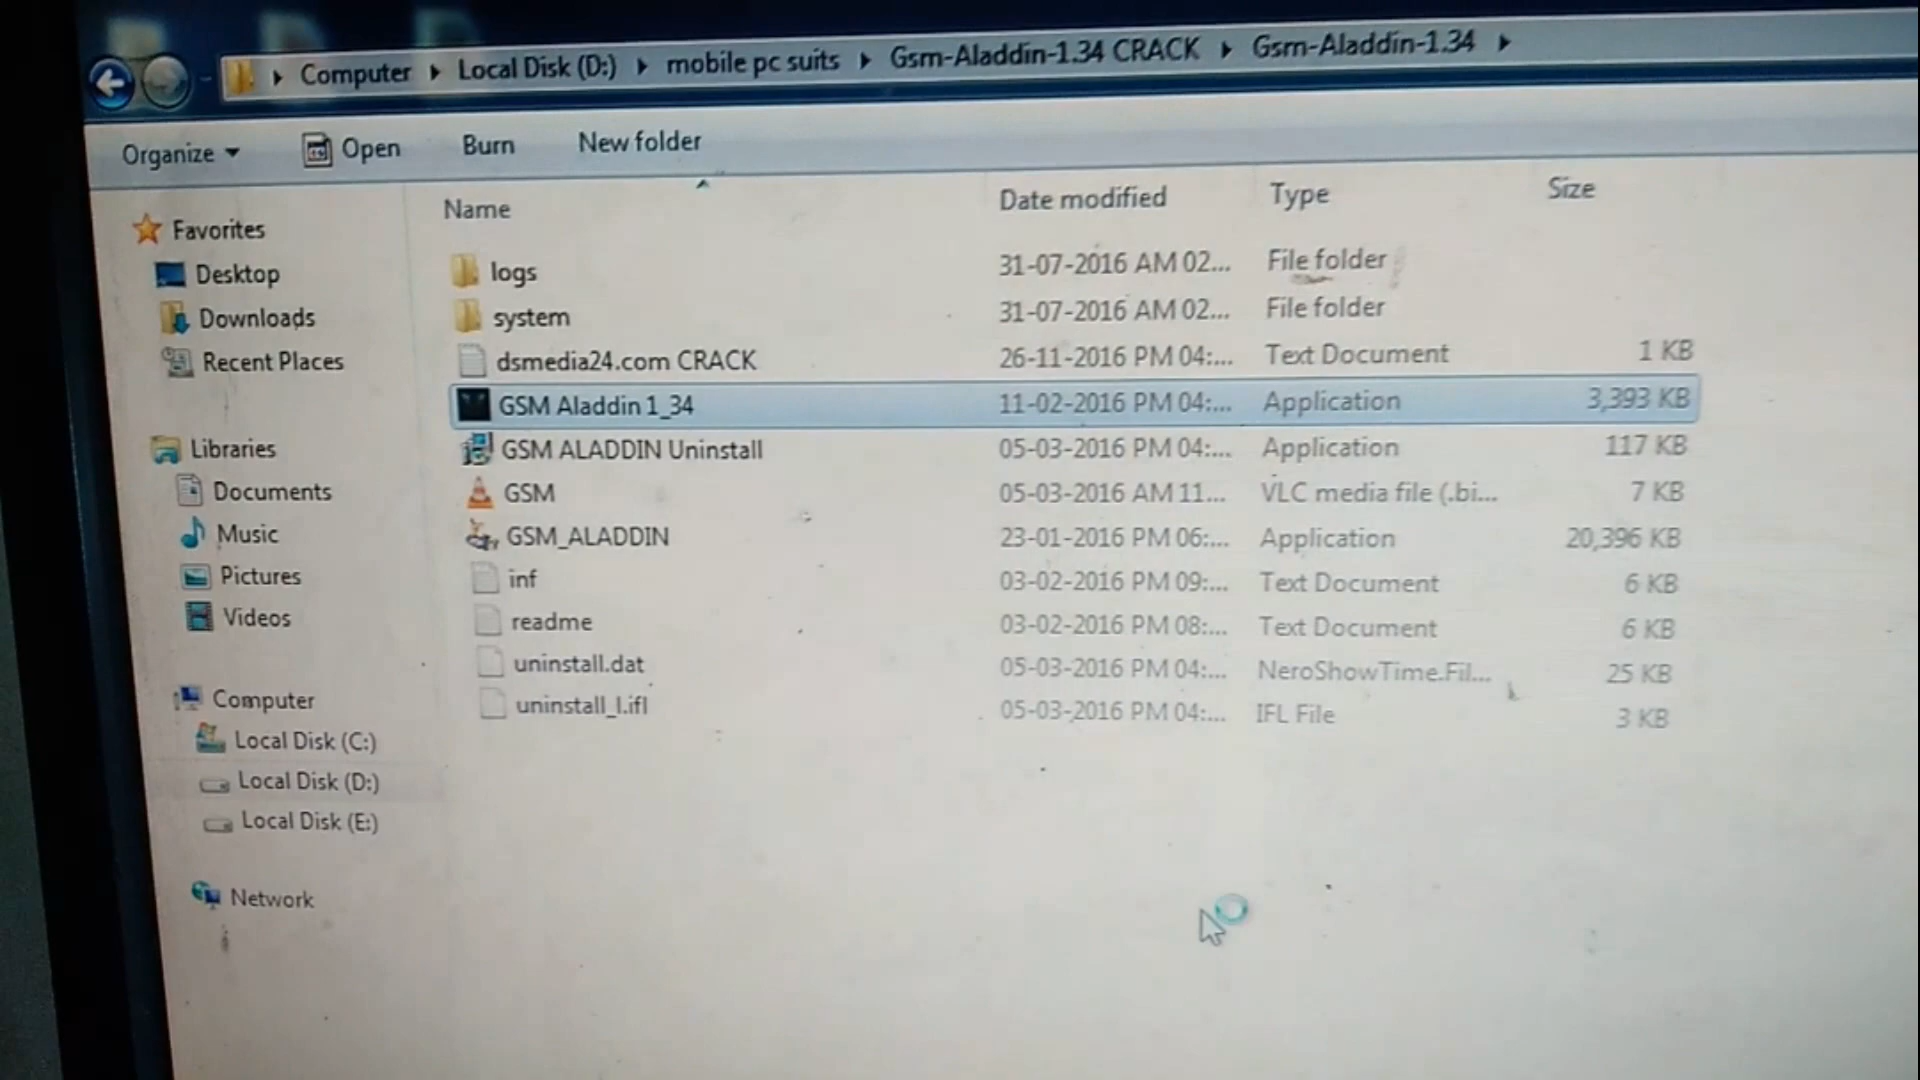 Computer ▸ Local Disk (D:) ▸ mobile pc suits ▸ Gsm-Aladdin-1.34 CRACK ▸ Gsm-Aladdin-1.34 ▸
Organize Open Burn New folder
Name Date modified Type Size
Favorites
Desktop
Downloads
Recent Places
Libraries
Documents
Music
Pictures
Videos
Computer
Local Disk (C:)
Local Disk (D:)
Local Disk (E:)
Network
logs 31-07-2016 AM 02... File folder
system 31-07-2016 AM 02... File folder
dsmedia24.com CRACK 26-11-2016 PM 04:... Text Document 1 KB
GSM Aladdin 1_34 11-02-2016 PM 04:... Application 3,393 KB
GSM ALADDIN Uninstall 05-03-2016 PM 04:... Application 117 KB
GSM 05-03-2016 AM 11... VLC media file (.bi... 7 KB
GSM_ALADDIN 23-01-2016 PM 06:... Application 20,396 KB
inf 03-02-2016 PM 09:... Text Document 6 KB
readme 03-02-2016 PM 08:... Text Document 6 KB
uninstall.dat 05-03-2016 PM 04:... NeroShowTime.Fil... 25 KB
uninstall_l.ifl 05-03-2016 PM 04:... IFL File 3 KB